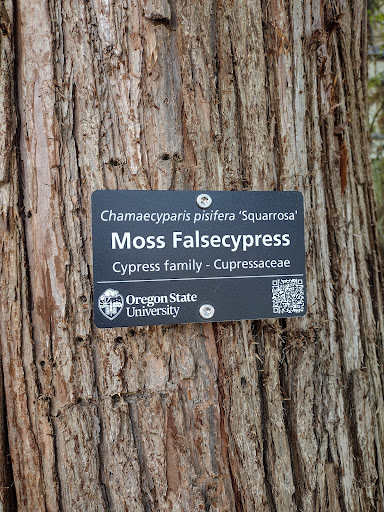 Chamaecyparis pisifera 'Squarrosa'
Moss Falsecypress
Cypress family - Cupressaceae
Oregon State
University